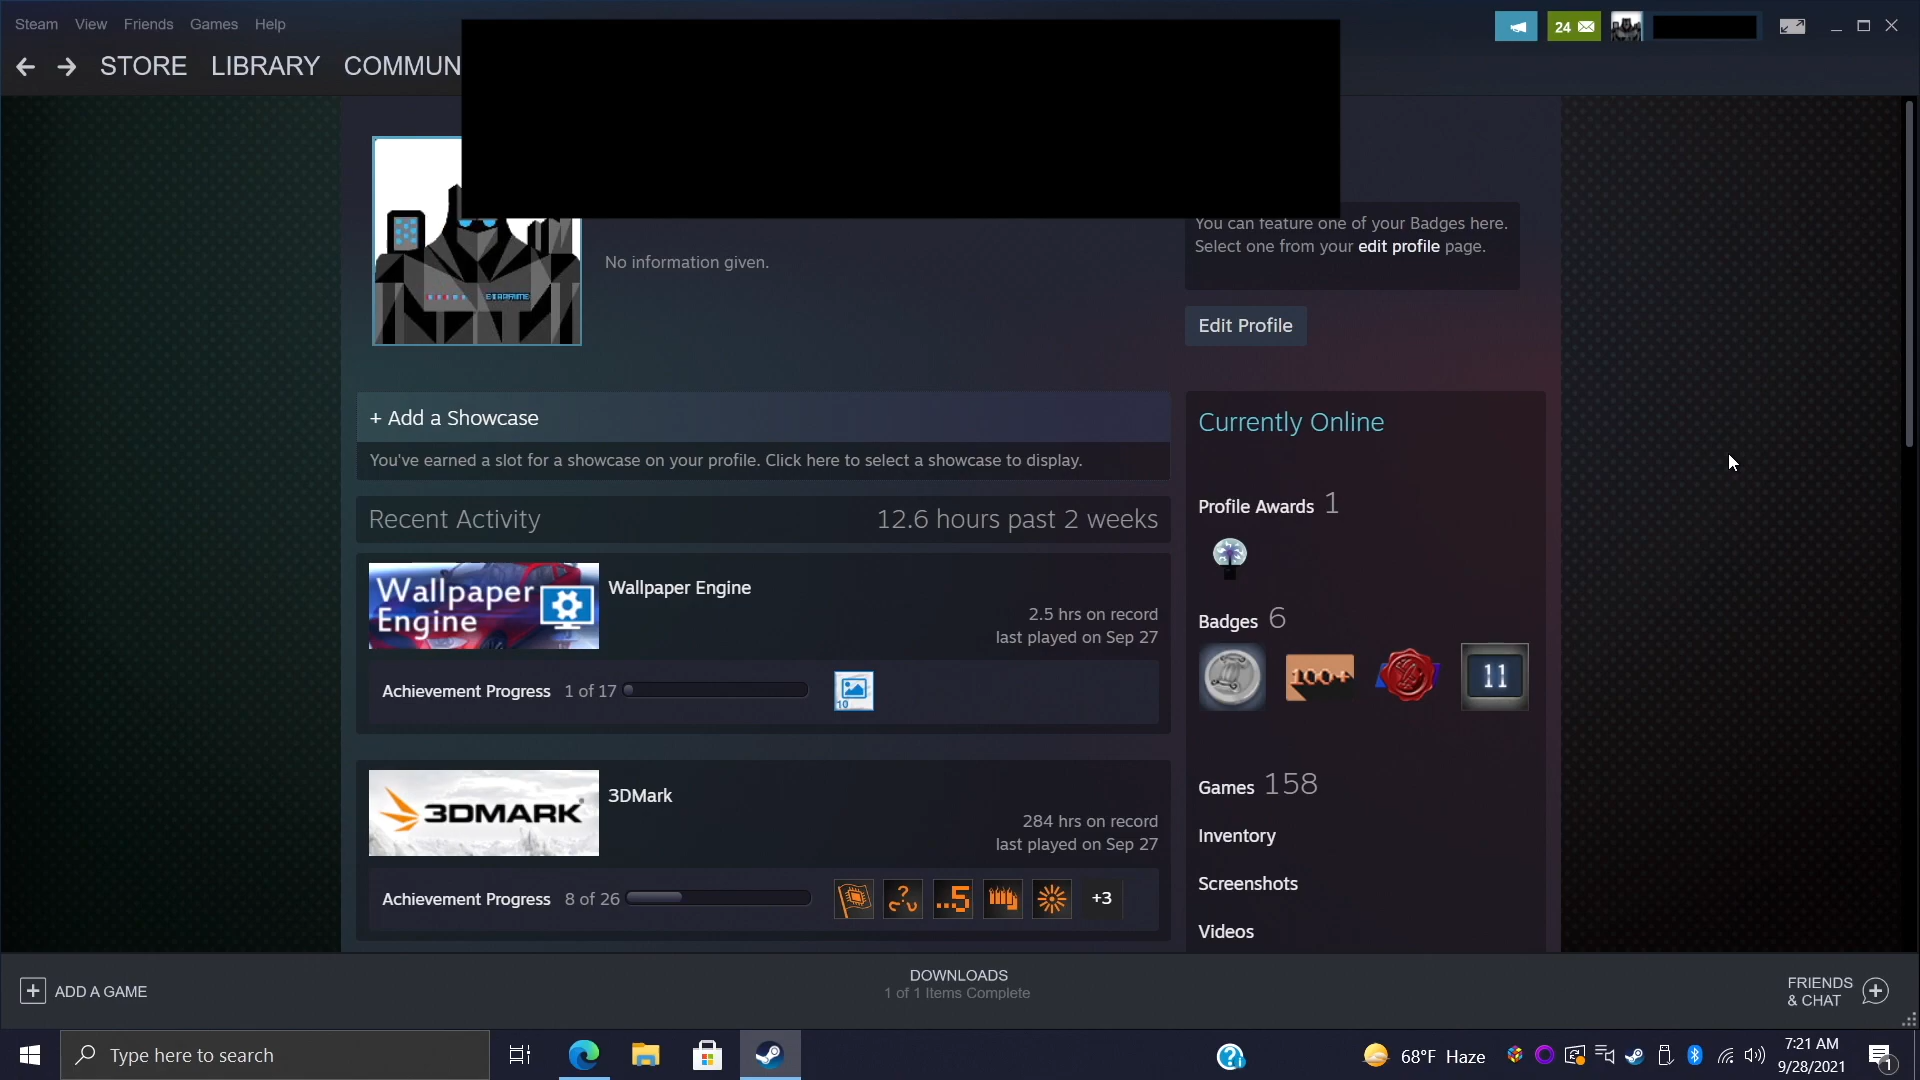 Steam View Friends Games Help
24
STORE LIBRARY COMMUN
You can feature one of your Badges here.
Select one from your edit profile page.
No information given.
Edit Profile
+ Add a Showcase
You've earned a slot for a showcase on your profile. Click here to select a showcase to display.
Currently Online
Recent Activity 12.6 hours past 2 weeks
Profile Awards 1
Wallpaper Engine
Wallpaper Engine
2.5 hrs on record
last played on Sep 27
Achievement Progress 1 of 17
10
Badges 6
100+
11
3DMARK
3DMark
284 hrs on record
last played on Sep 27
Achievement Progress 8 of 26
...5
+3
Games 158
Inventory
Screenshots
Videos
ADD A GAME
DOWNLOADS
1 of 1 Items Complete
FRIENDS
& CHAT
Type here to search
68°F Haze
7:21 AM
9/28/2021
1